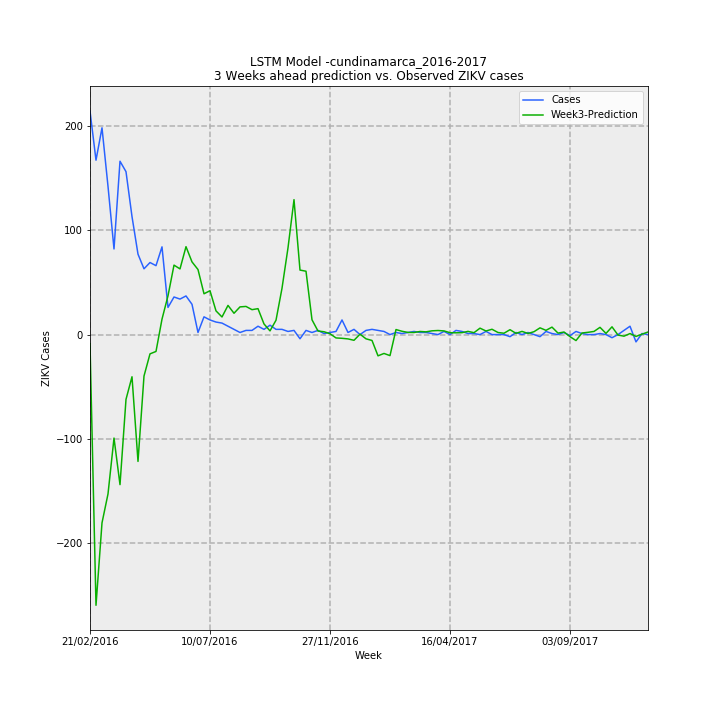 LSTM Model -cundinamarca_2016-2017
3 Weeks ahead prediction vs. Observed ZIKV cases
Cases
Week3-Prediction
200
100
0
−100
−200
ZIKV Cases
21/02/2016 10/07/2016 27/11/2016 16/04/2017 03/09/2017
Week